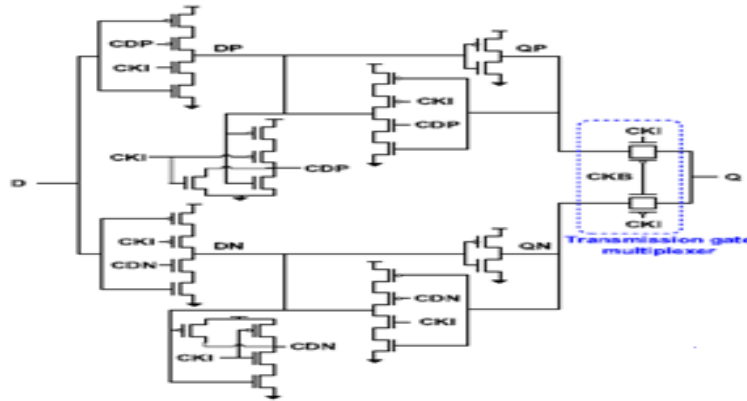 CDP
DP
QP
CKI
CKI
CDP
CKI
CKI
CDP
CKB
D
Q
CKI
CKI
DN
QN
Transmission gate
multiplexer
CDN
CDN
CKI
CKI
CDN